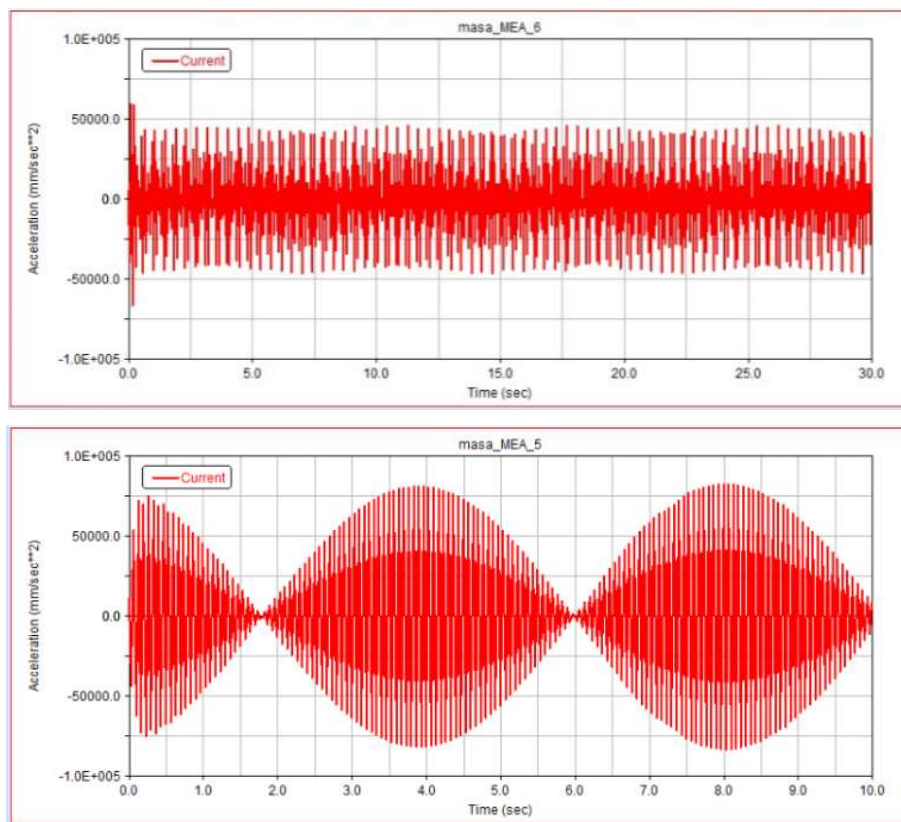 masa_MEA_6
Current
Acceleration (mm/sec**2)
1.0E+005
50000.0
0.0
-50000.0
-1.0E+005
0.0 5.0 10.0 15.0 20.0 25.0 30.0
Time (sec)
masa_MEA_5
Current
Acceleration (mm/sec**2)
1.0E+005
50000.0
0.0
-50000.0
-1.0E+005
0.0 1.0 2.0 3.0 4.0 5.0 6.0 7.0 8.0 9.0 10.0
Time (sec)